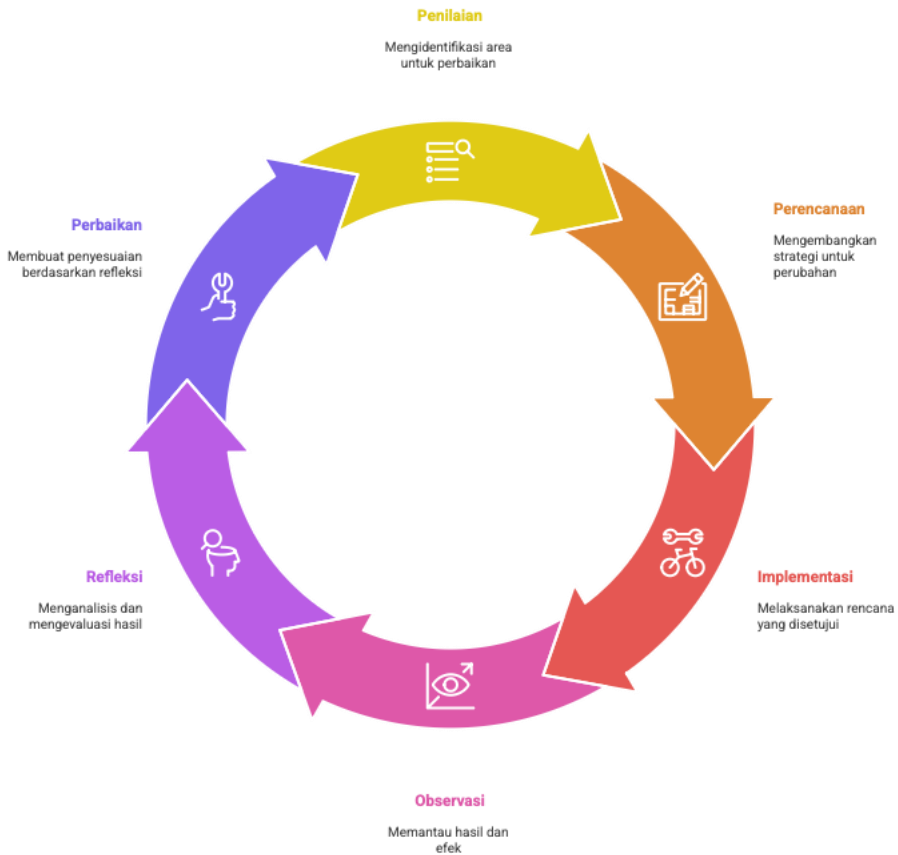 Penilaian
Mengidentifikasi area
untuk perbaikan
Perencanaan
Mengembangkan
strategi untuk
perubahan
Implementasi
Melaksanakan rencana
yang disetujui
Observasi
Memantau hasil dan
efek
Refleksi
Menganalisis dan
mengevaluasi hasil
Perbaikan
Membuat penyesuaian
berdasarkan refleksi